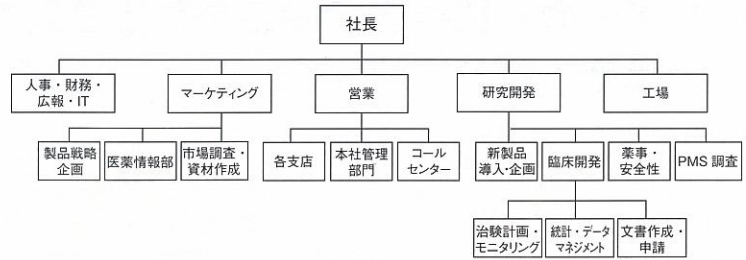 社長
人事・財務・
広報・IT
マーケティング
営業
研究開発
工場
製品戦略
企画
医薬情報部
市場調査・
資材作成
各支店
本社管理
部門
コール
センター
新製品
導入・企画
臨床開発
薬事・
安全性
PMS 調査
治験計画・
モニタリング
統計・データ
マネジメント
文書作成・
申請